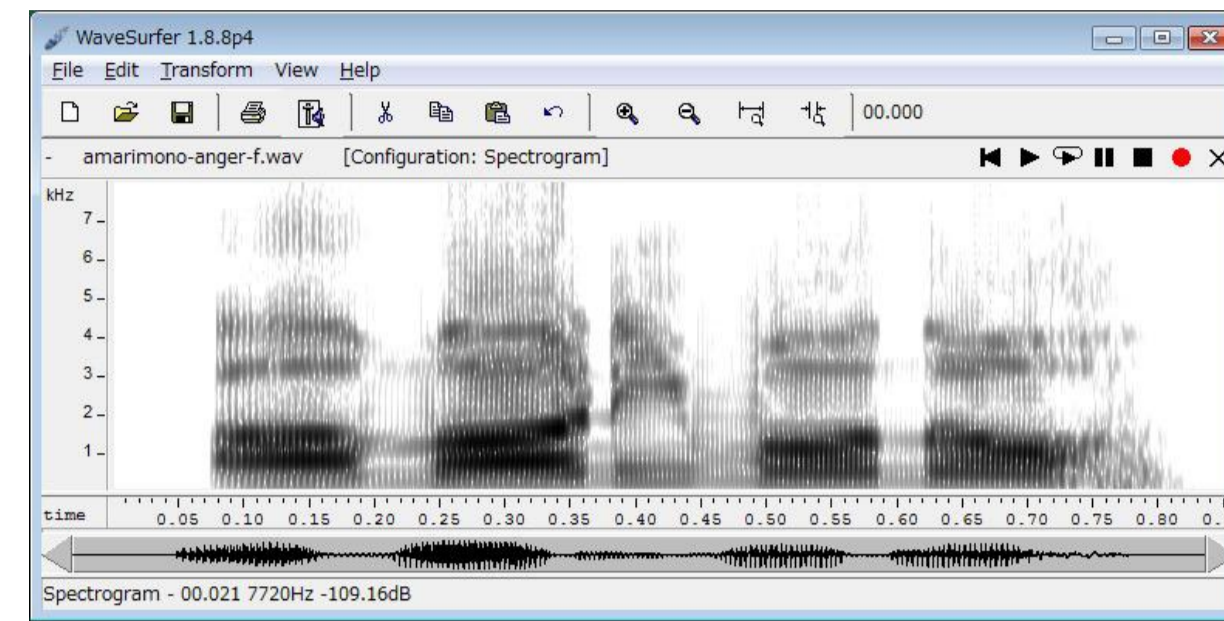 WaveSurfer 1.8.8p4
File Edit Transform View Help
00.000
- amarimono-anger-f.wav [Configuration: Spectrogram]
kHz
7
6
5
4
3
2
1
time 0.05 0.10 0.15 0.20 0.25 0.30 0.35 0.40 0.45 0.50 0.55 0.60 0.65 0.70 0.75 0.80 0.
Spectrogram - 00.021 7720Hz -109.16dB